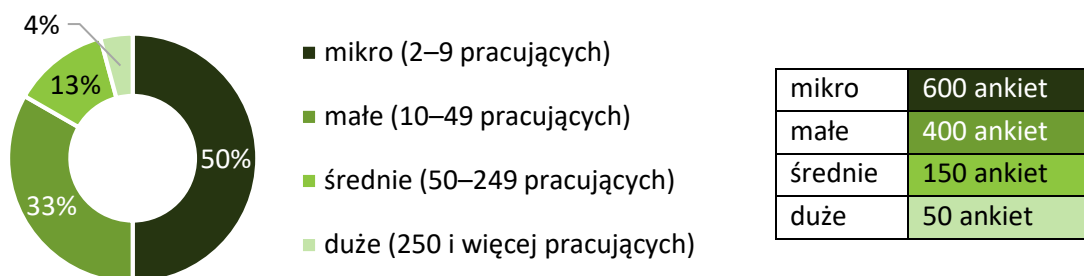 4%
13%
50%
33%
mikro (2–9 pracujących)
małe (10–49 pracujących)
średnie (50–249 pracujących)
duże (250 i więcej pracujących)
mikro 600 ankiet
małe 400 ankiet
średnie 150 ankiet
duże 50 ankiet